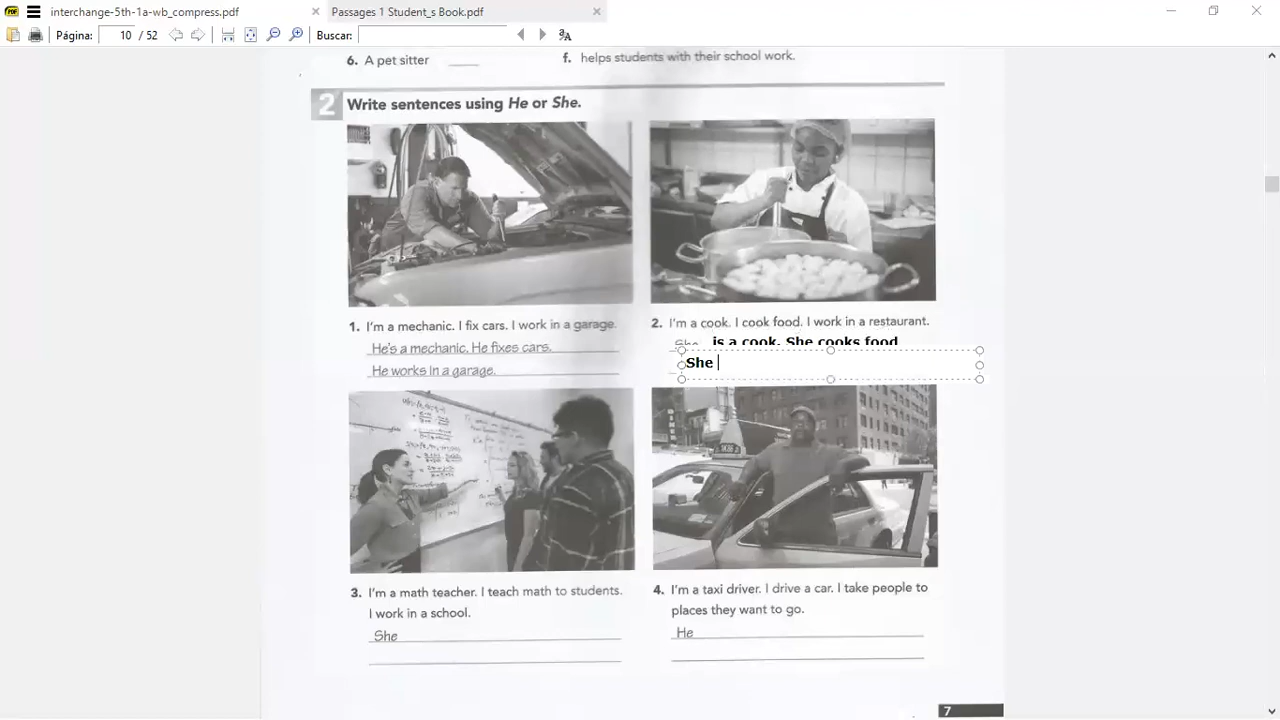 interchange-5th-1a-wb_compress.pdf
Passages 1 Student_s Book.pdf
Página: 10 / 52
Buscar:
6. A pet sitter
f. helps students with their school work.
2 Write sentences using He or She.
1. I'm a mechanic. I fix cars. I work in a garage.
He's a mechanic. He fixes cars.
He works in a garage.
2. I'm a cook. I cook food. I work in a restaurant.
She is a cook. She cooks food
She
3. I'm a math teacher. I teach math to students.
I work in a school.
She
4. I'm a taxi driver. I drive a car. I take people to
places they want to go.
He
7